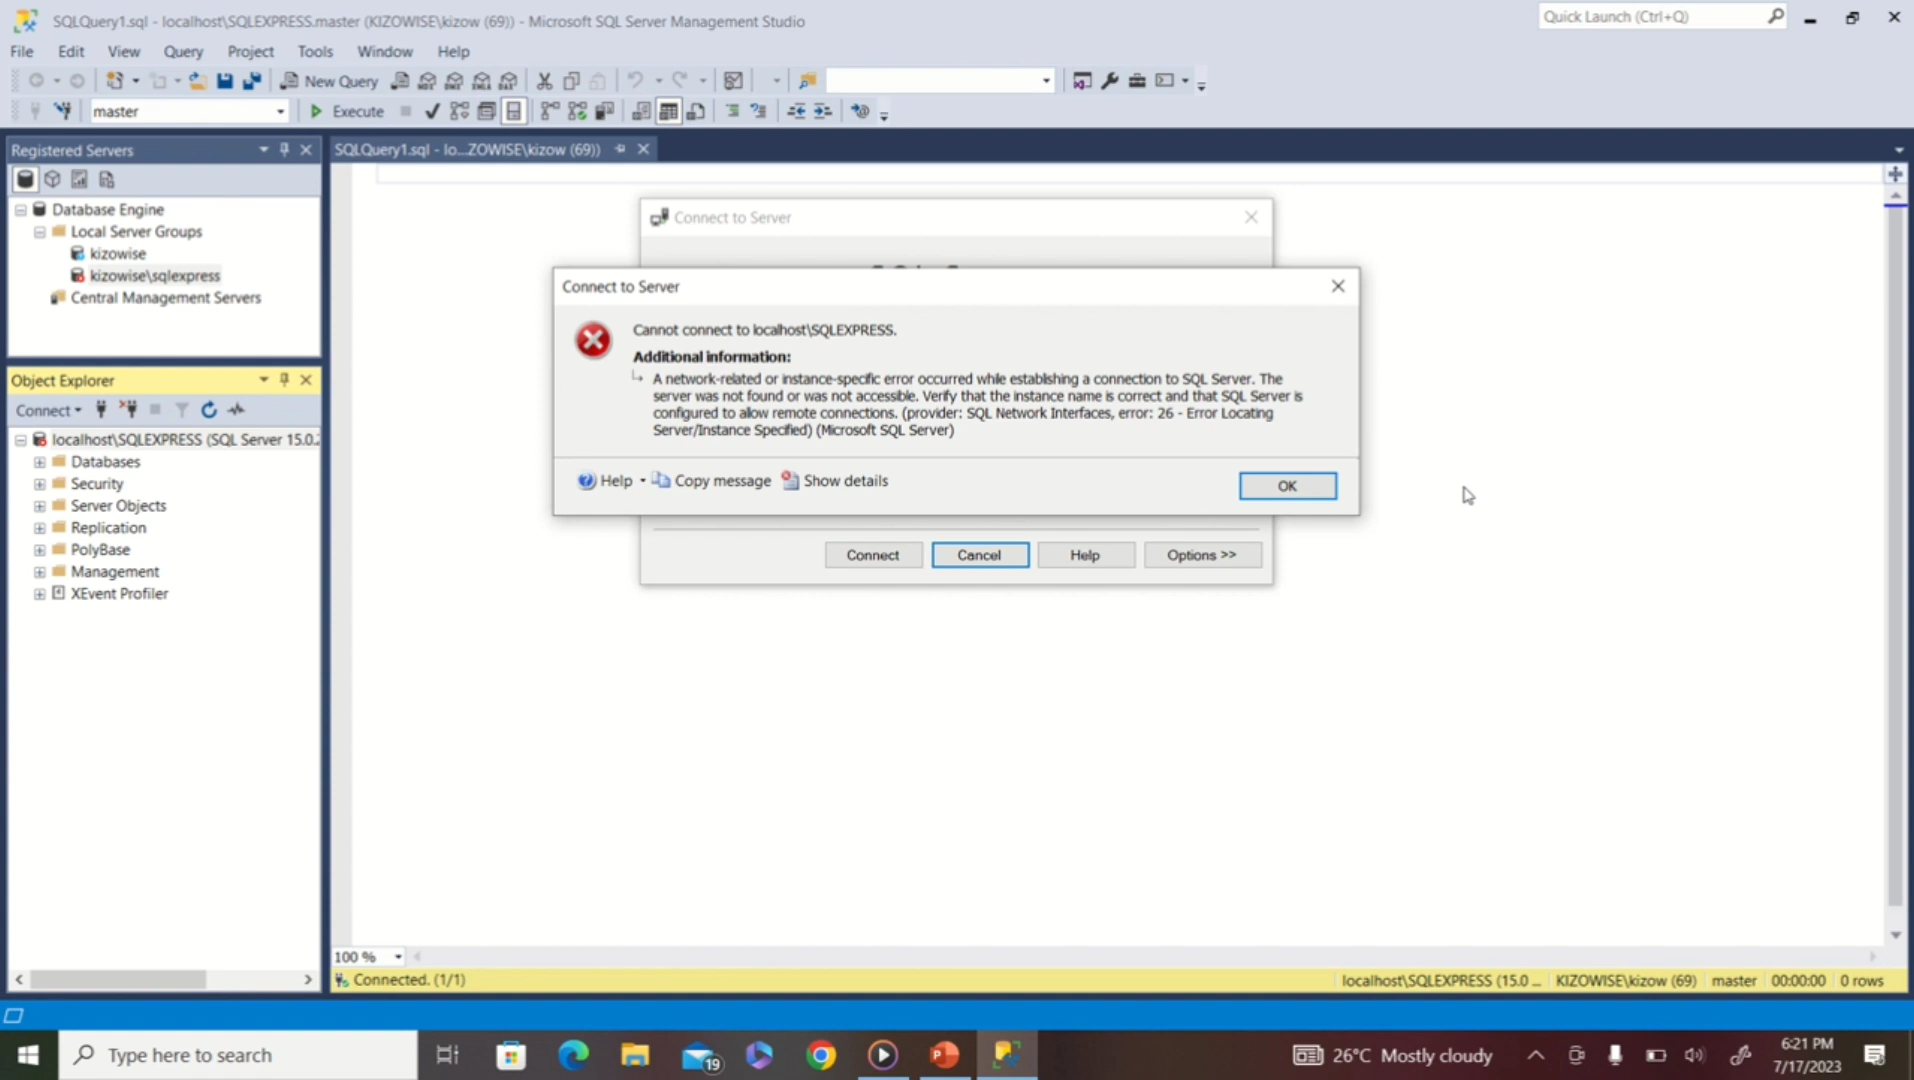 SQLQuery1.sql - localhost\SQLEXPRESS.master (KIZOWISE\kizow (69)) - Microsoft SQL Server Management Studio
Quick Launch (Ctrl+Q)
File Edit View Query Project Tools Window Help
New Query
master
Execute
Registered Servers
SQLQuery1.sql - lo...ZOWISE\kizow (69))
Database Engine
Local Server Groups
kizowise
kizowise\sqlexpress
Central Management Servers
Connect to Server
Connect to Server
Cannot connect to localhost\SQLEXPRESS.
Additional information:
A network-related or instance-specific error occurred while establishing a connection to SQL Server. The
server was not found or was not accessible. Verify that the instance name is correct and that SQL Server is
configured to allow remote connections. (provider: SQL Network Interfaces, error: 26 - Error Locating
Server/Instance Specified) (Microsoft SQL Server)
Help
Copy message
Show details
OK
Connect
Cancel
Help
Options >>
Object Explorer
Connect
localhost\SQLEXPRESS (SQL Server 15.0.
Databases
Security
Server Objects
Replication
PolyBase
Management
XEvent Profiler
100 %
Connected. (1/1)
localhost\SQLEXPRESS (15.0 ...
KIZOWISE\kizow (69)
master
00:00:00
0 rows
Type here to search
19
26°C Mostly cloudy
6:21 PM
7/17/2023